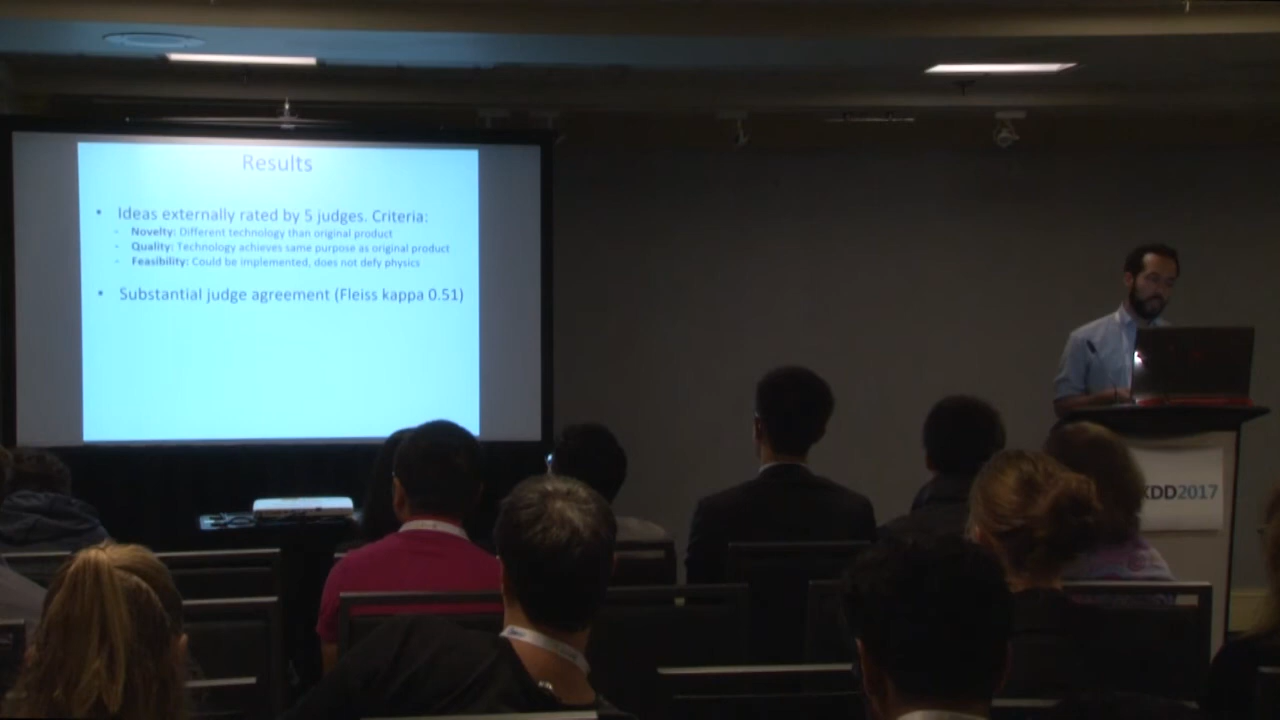 Results
• Ideas externally rated by 5 judges. Criteria:
- Novelty: Different technology than original product
- Quality: Technology achieves same purpose as original product
- Feasibility: Could be implemented, does not defy physics
• Substantial judge agreement (Fleiss kappa 0.51)
KDD2017